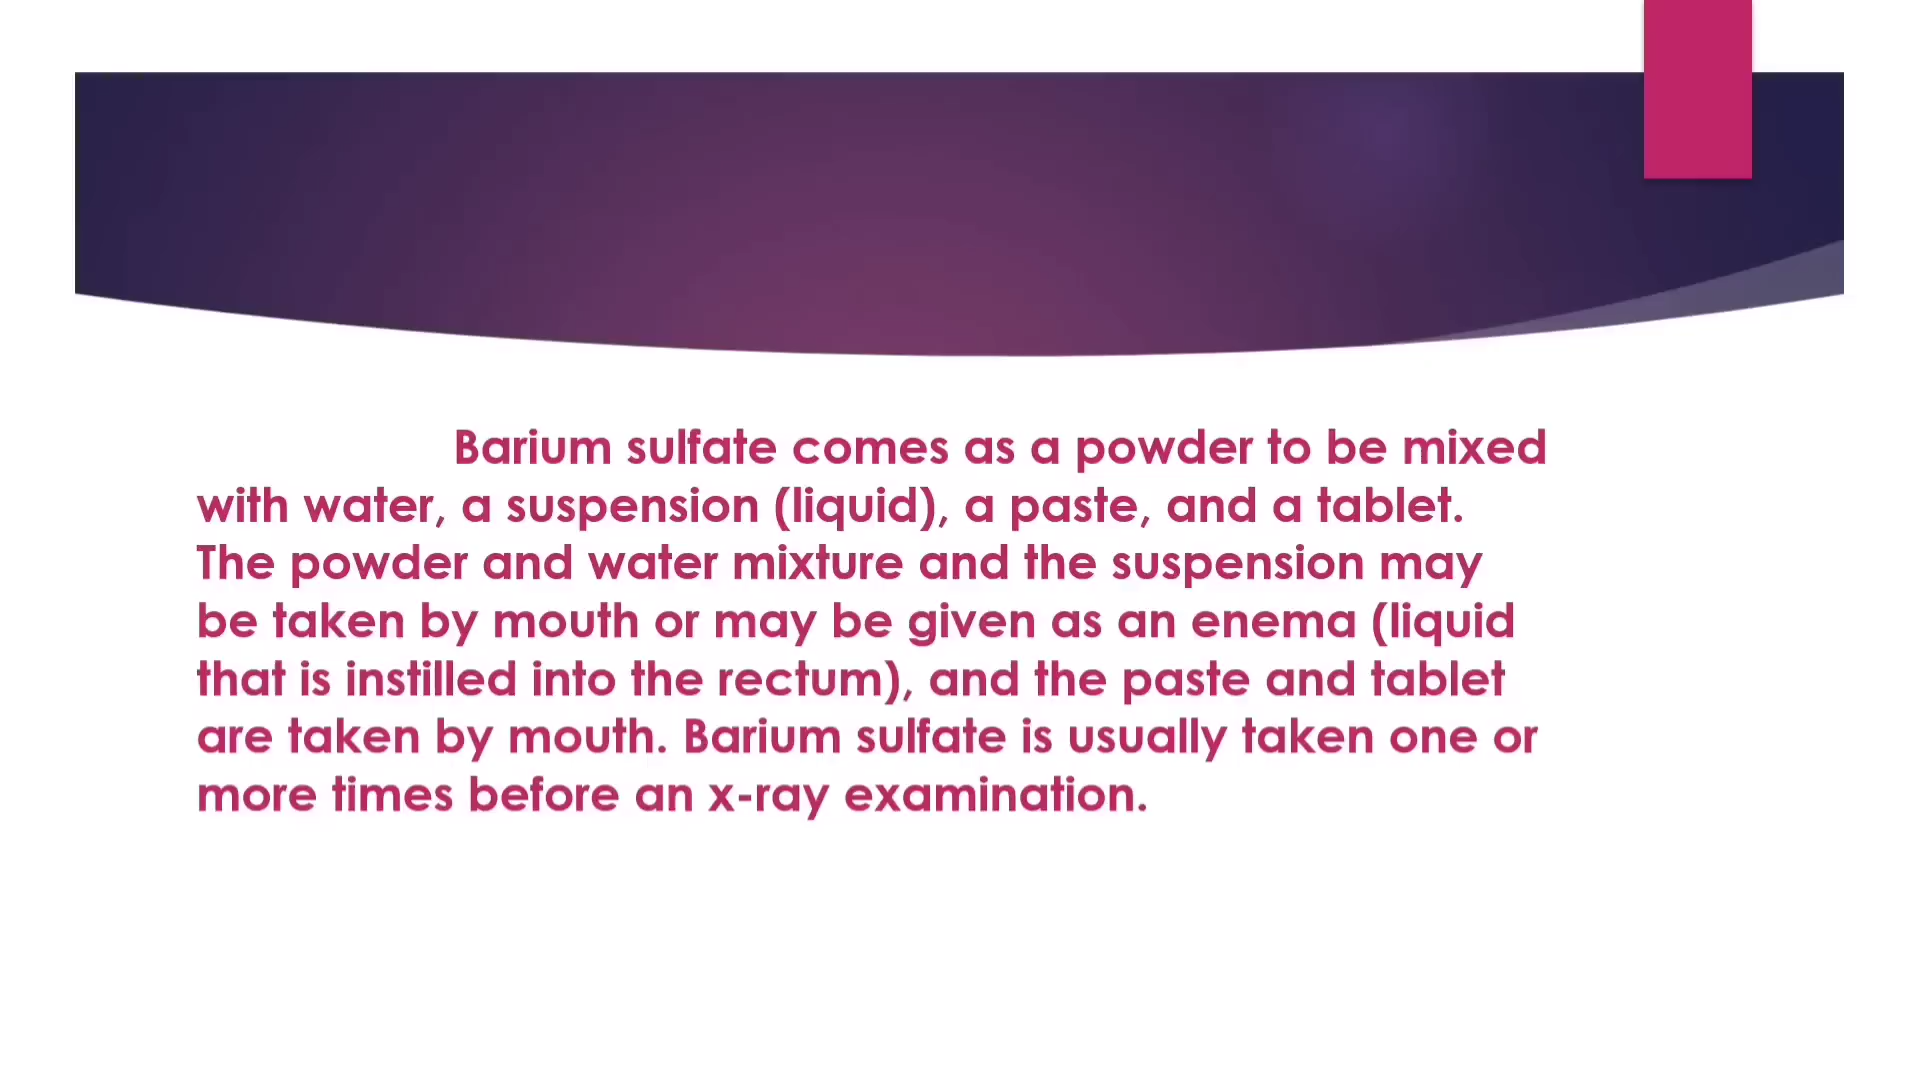 Barium sulfate comes as a powder to be mixed
with water, a suspension (liquid), a paste, and a tablet.
The powder and water mixture and the suspension may
be taken by mouth or may be given as an enema (liquid
that is instilled into the rectum), and the paste and tablet
are taken by mouth. Barium sulfate is usually taken one or
more times before an x-ray examination.